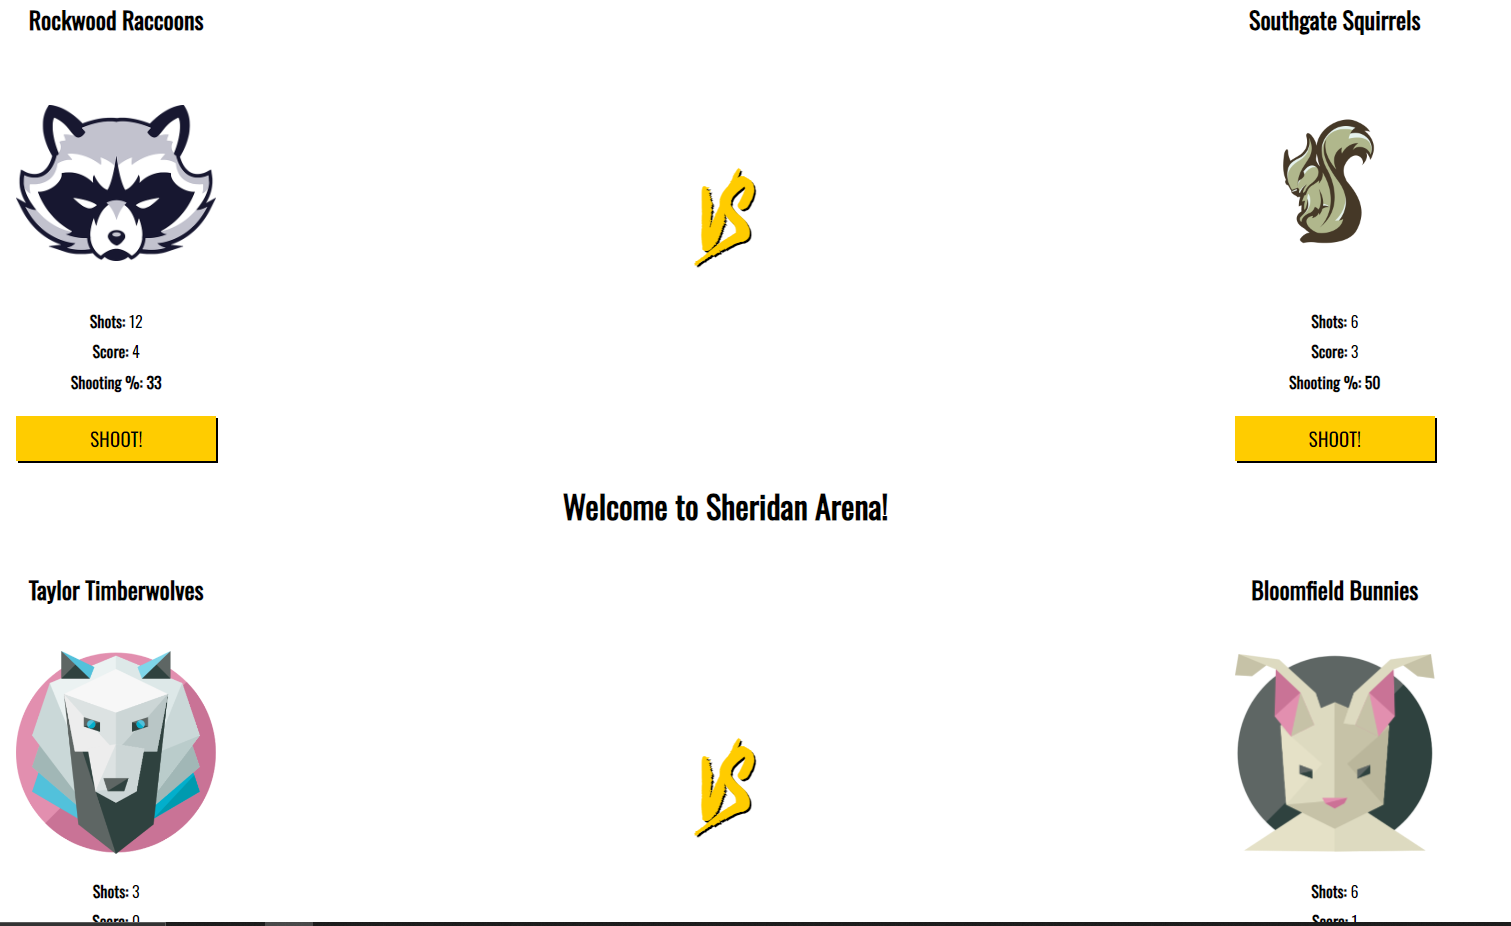 Rockwood Raccoons
Southgate Squirrels
VS
Shots: 12
Score: 4
Shooting %: 33
SHOOT!
Shots: 6
Score: 3
Shooting %: 50
SHOOT!
Welcome to Sheridan Arena!
Taylor Timberwolves
Bloomfield Bunnies
VS
Shots: 3
Score: 0
Shots: 6
Score: 1